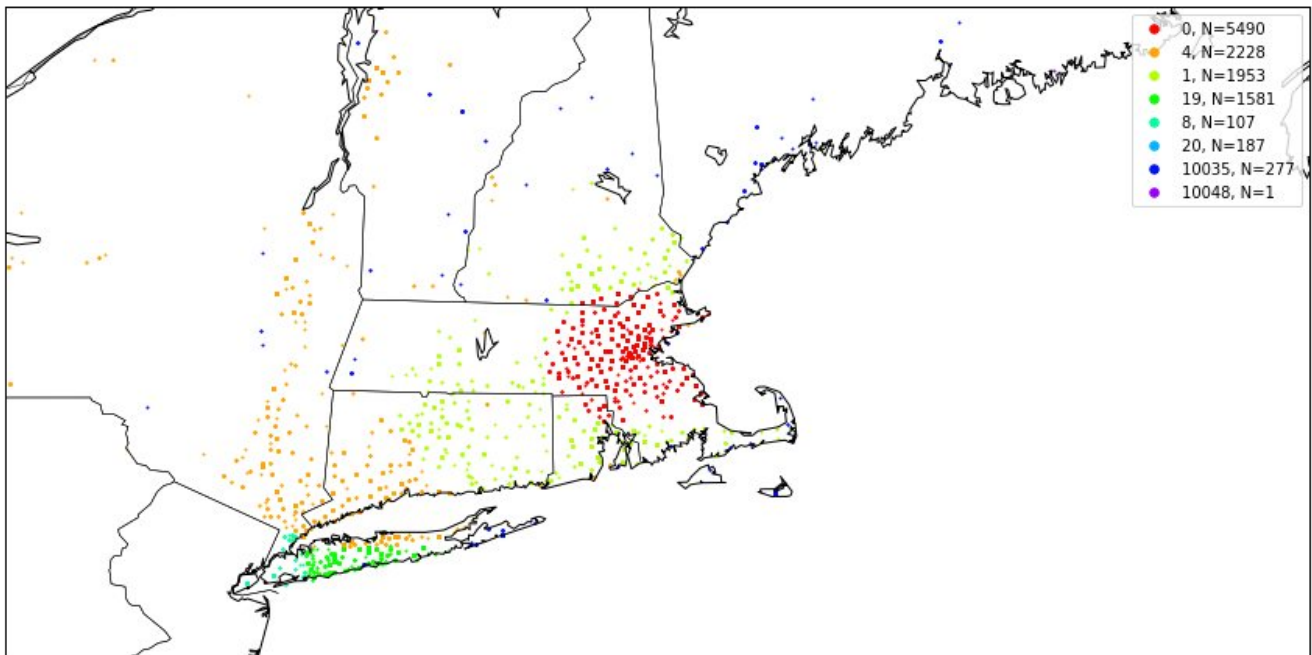 0, N=5490
4, N=2228
1, N=1953
19, N=1581
8, N=107
20, N=187
10035, N=277
10048, N=1